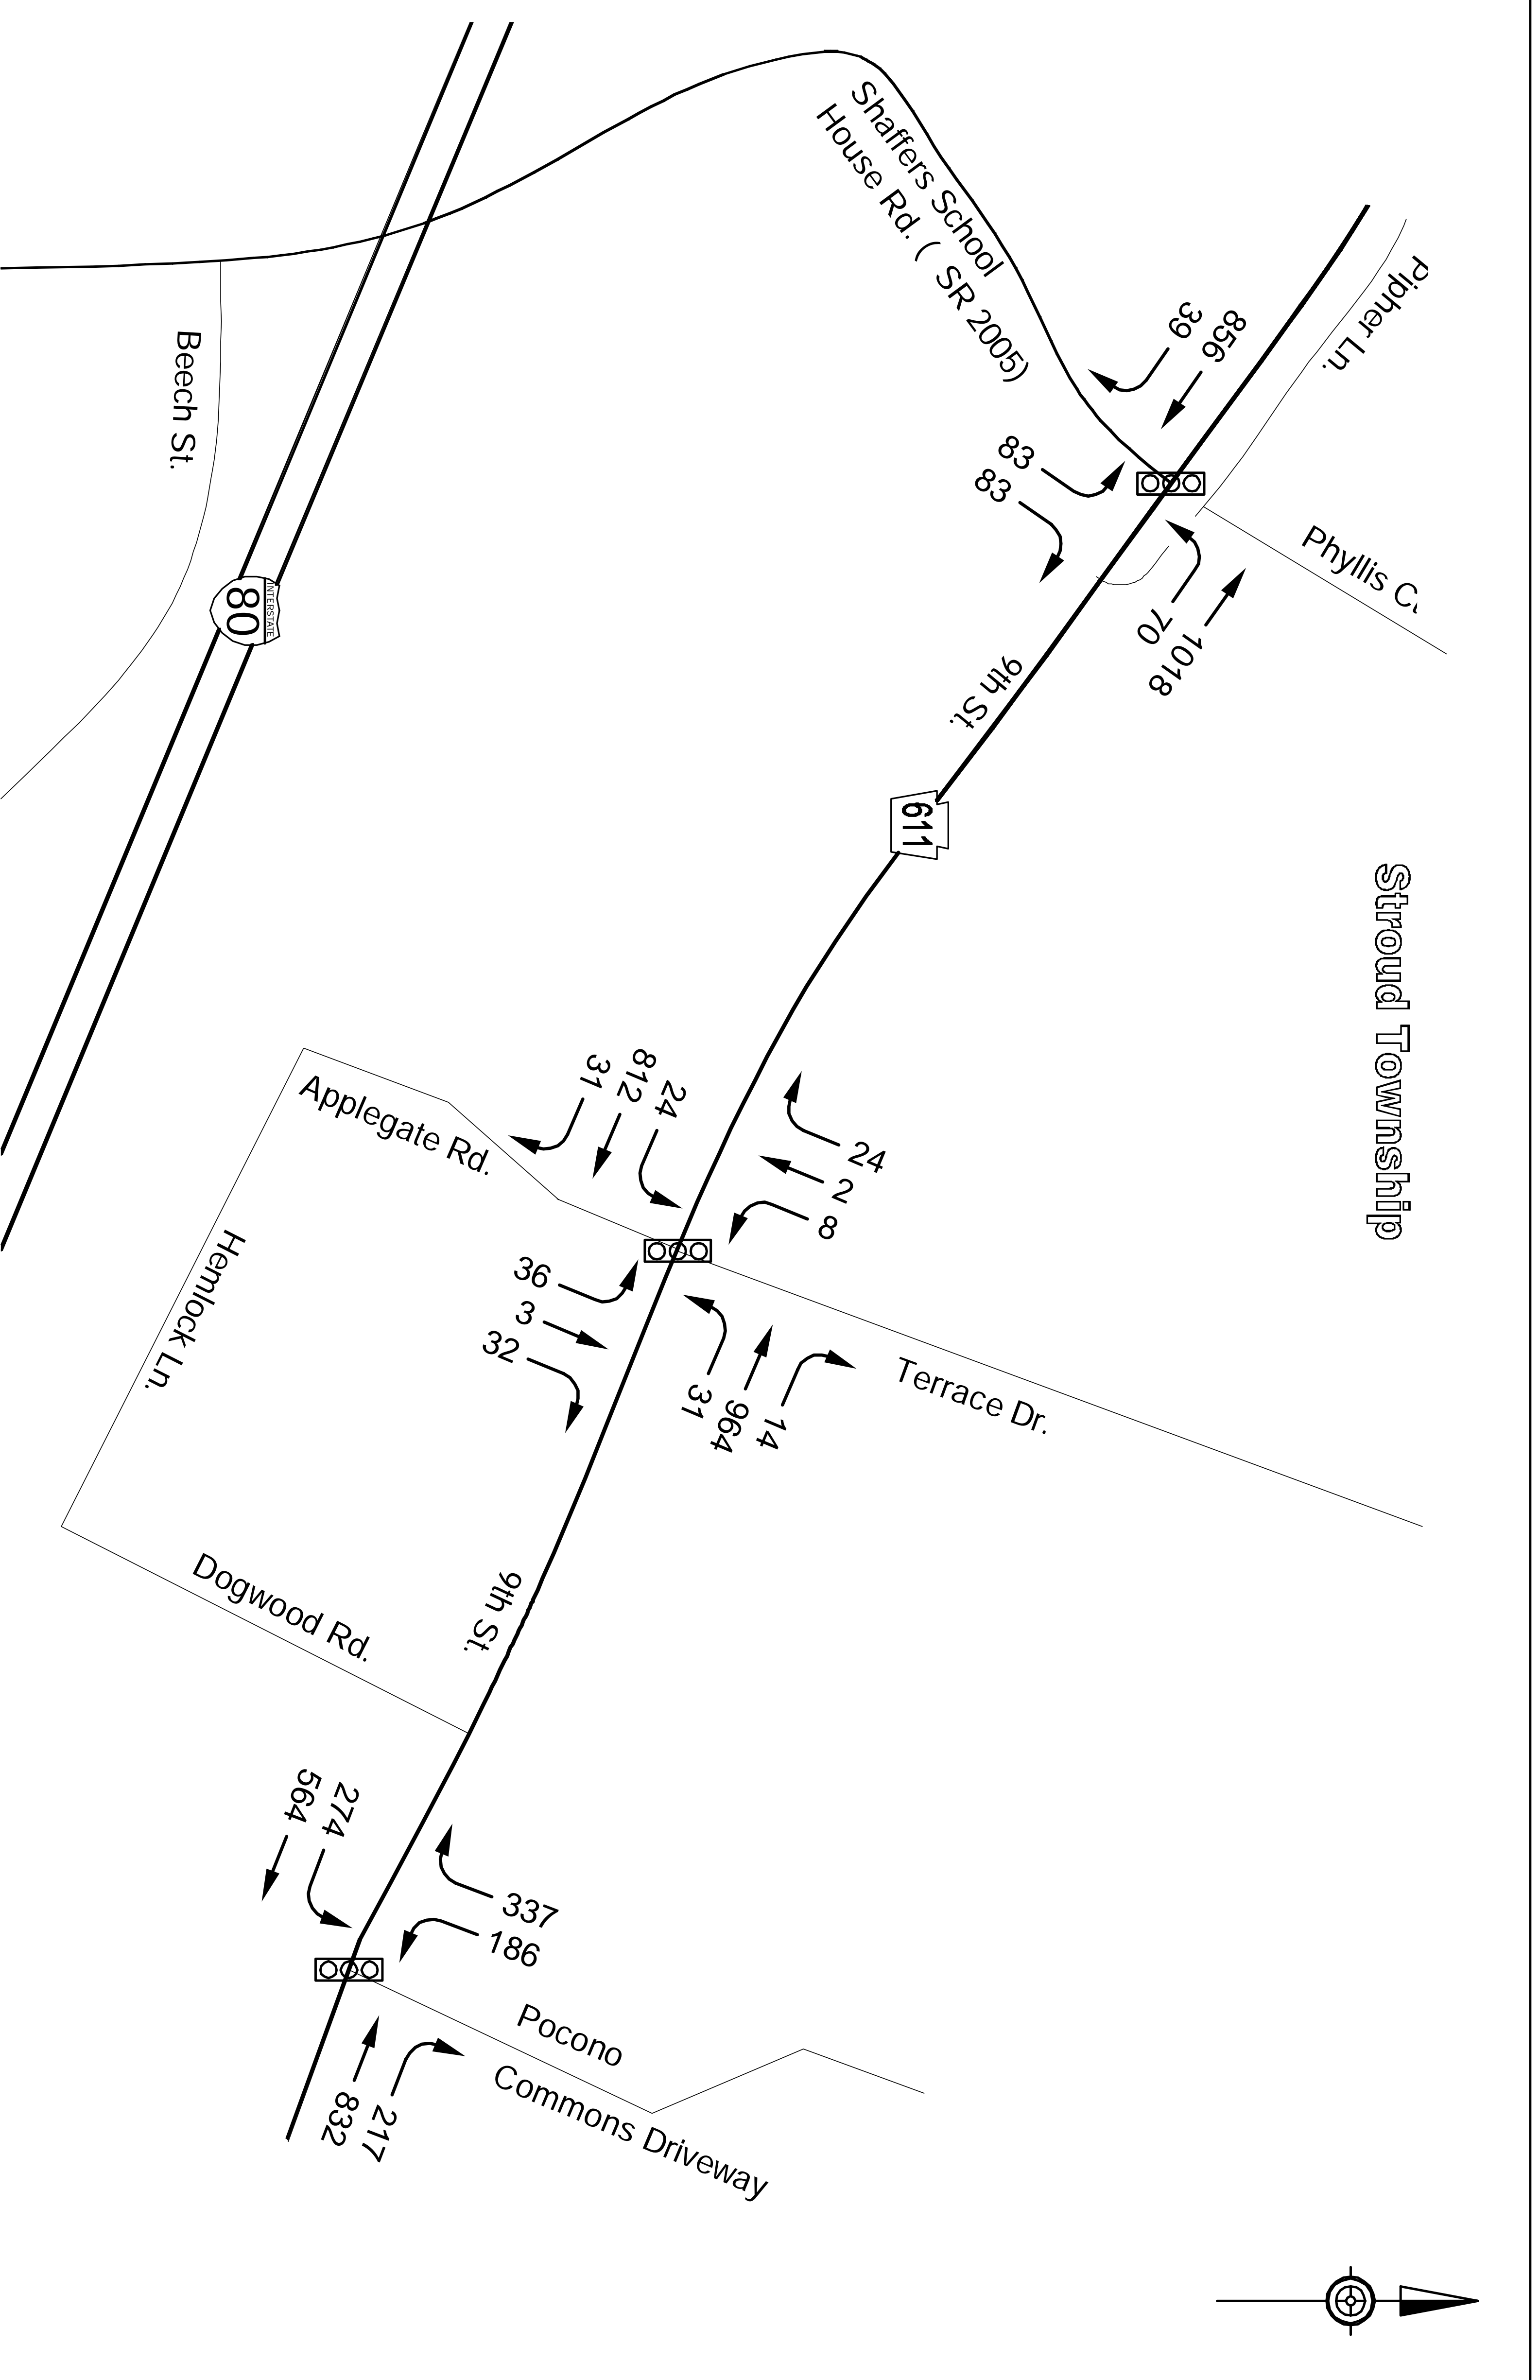 Shaffers School
House Rd. ( SR 2005)
Pipher Ln.
39
856
83
83
Phyllis
70
1018
Beech St.
INTERSTATE
80
9th St.
611
Stroud Township
31
812
24
24
2
8
Applegate Rd.
36
3
32
31
964
14
Terrace Dr.
Hemlock Ln.
Dogwood Rd.
9th St.
564
274
337
186
832
217
Pocono
Commons Driveway